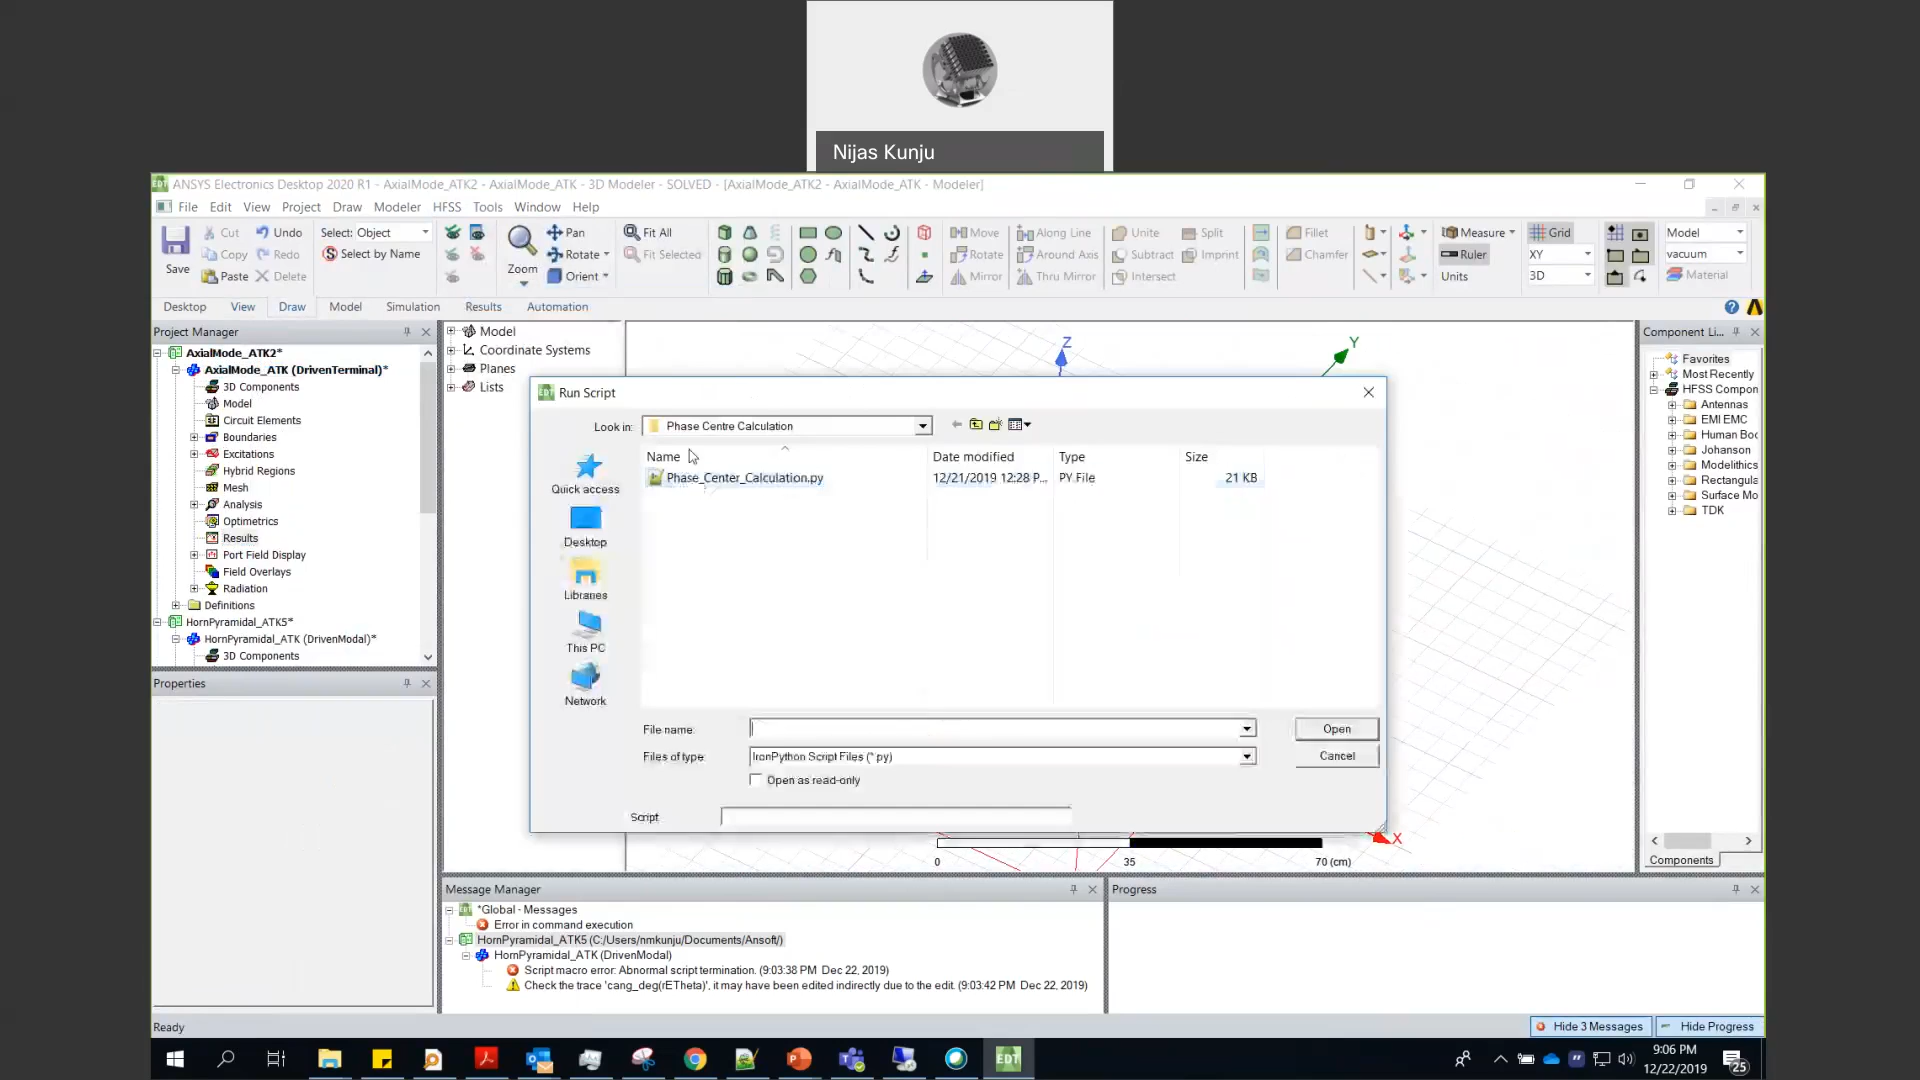 Nijas Kunju
EDT ANSYS Electronics Desktop 2020 R1 - AxialMode_ATK2 - AxialMode_ATK - 3D Modeler - SOLVED - [AxialMode_ATK2 - AxialMode_ATK - Modeler]
File Edit View Project Draw Modeler HFSS Tools Window Help
Save
Cut Undo
Copy Redo
Paste Delete
Select: Object
Select by Name
Zoom
Pan
Rotate
Orient
Fit All
Fit Selected
Move Along Line
Rotate Around Axis
Mirror Thru Mirror
Unite Split
Subtract Imprint
Intersect
Fillet
Chamfer
Measure
Ruler
Units
Grid
XY
3D
Model
vacuum
Material
Desktop View Draw Model Simulation Results Automation
Project Manager
AxialMode_ATK2*
AxialMode_ATK (DrivenTerminal)*
3D Components
Model
Circuit Elements
Boundaries
Excitations
Hybrid Regions
Mesh
Analysis
Optimetrics
Results
Port Field Display
Field Overlays
Radiation
Definitions
HornPyramidal_ATK5*
HornPyramidal_ATK (DrivenModal)*
3D Components
Properties
Model
Coordinate Systems
Planes
Lists
Z
Y
X
0 35 70 (cm)
EDT Run Script
Look in: Phase Centre Calculation
Name Date modified Type Size
Phase_Center_Calculation.py 12/21/2019 12:28 P... PY File 21 KB
Quick access
Desktop
Libraries
This PC
Network
File name: Open
Files of type: IronPython Script Files (*.py) Cancel
Open as read-only
Script
Component Li...
Favorites
Most Recently
HFSS Compon
Antennas
EMI EMC
Human Boc
Johanson
Modelithics
Rectangula
Surface Mo
TDK
Components
Message Manager
*Global - Messages
Error in command execution
HornPyramidal_ATK5 (C:/Users/nmkunju/Documents/Ansoft/)
HornPyramidal_ATK (DrivenModal)
Script macro error: Abnormal script termination. (9:03:38 PM Dec 22, 2019)
Check the trace 'cang_deg(rETheta)', it may have been edited indirectly due to the edit. (9:03:42 PM Dec 22, 2019)
Progress
Ready
Hide 3 Messages Hide Progress
EDT
9:06 PM
12/22/2019
25